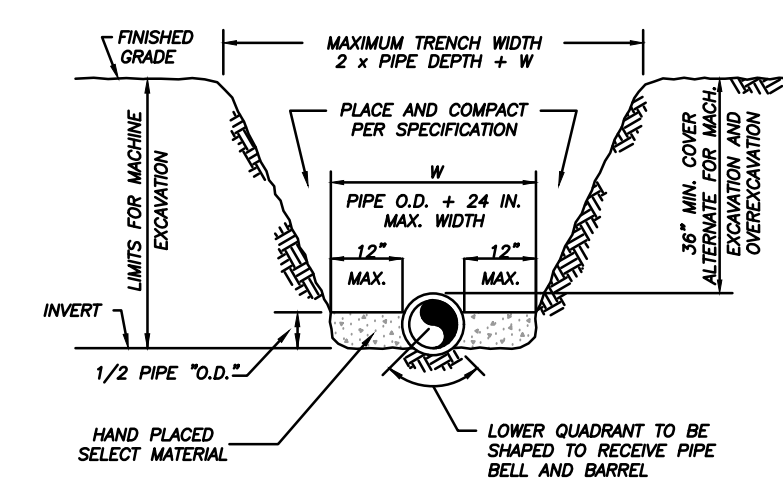 FINISHED
GRADE
MAXIMUM TRENCH WIDTH
2 x PIPE DEPTH + W
PLACE AND COMPACT
PER SPECIFICATION
LIMITS FOR MACHINE
EXCAVATION
W
PIPE O.D. + 24 IN.
MAX. WIDTH
12"
MAX.
12"
MAX.
36" MIN. COVER
ALTERNATE FOR MACH.
EXCAVATION AND
OVEREXCAVATION
INVERT
1/2 PIPE "O.D."
HAND PLACED
SELECT MATERIAL
LOWER QUADRANT TO BE
SHAPED TO RECEIVE PIPE
BELL AND BARREL